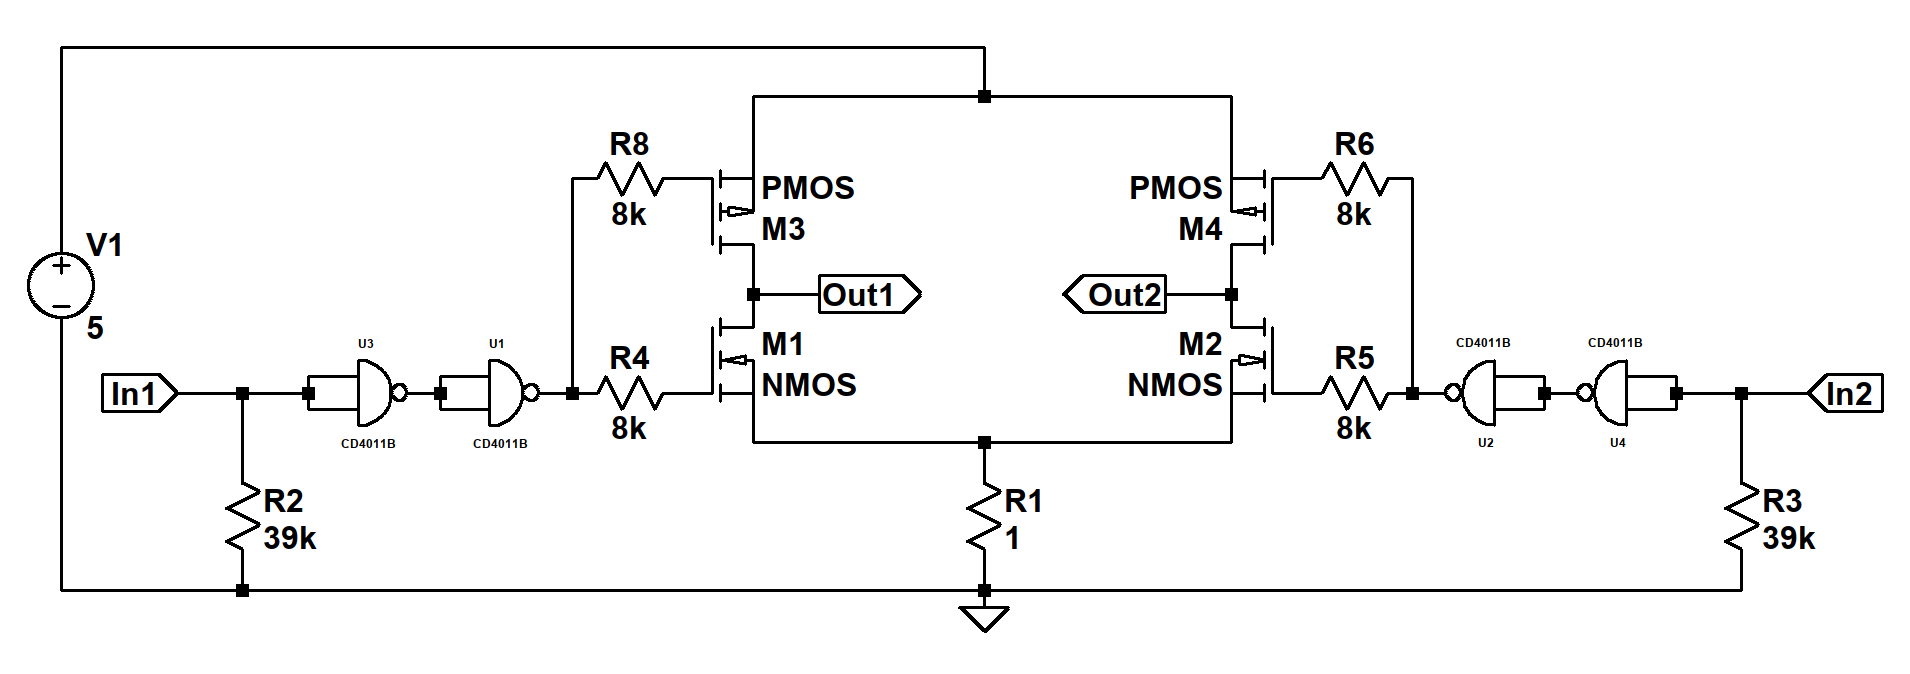 R8
8k
PMOS
M3
R6
8k
PMOS
M4
V1
5
Out1
Out2
U3
CD4011B
U1
CD4011B
R4
8k
M1
NMOS
M2
NMOS
R5
8k
CD4011B
U2
CD4011B
U4
In1
In2
R2
39k
R1
1
R3
39k